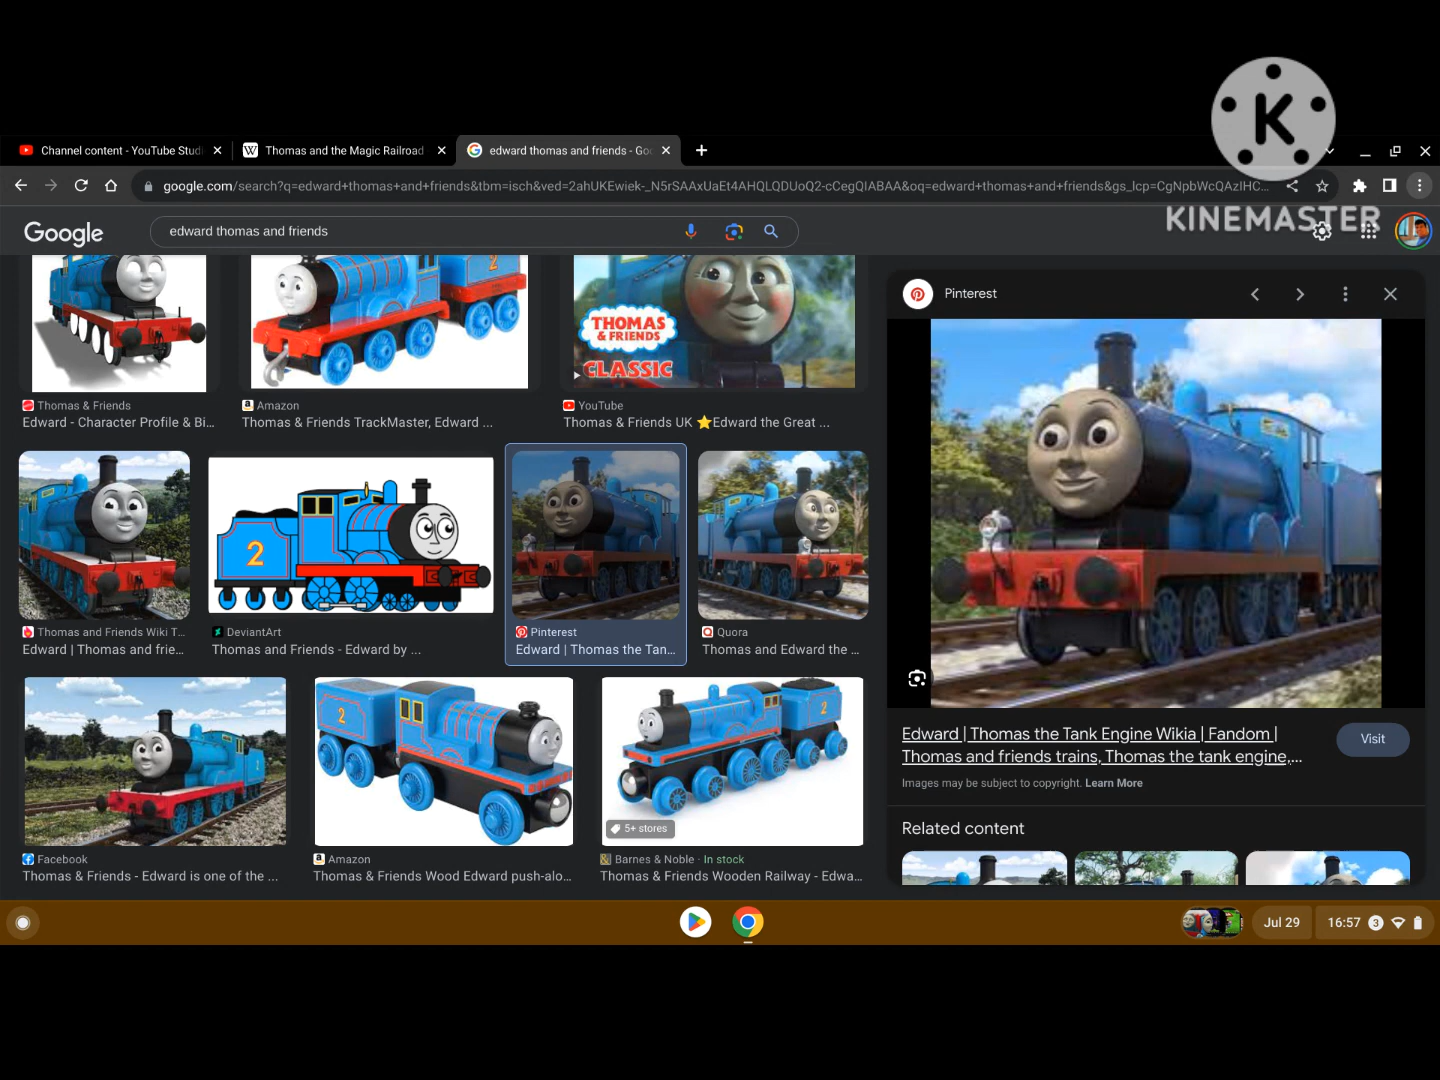 K
KINEMASTER
Channel content - YouTube Stud
Thomas and the Magic Railroad
edward thomas and friends - Goo
google.com/search?q=edward+thomas+and+friends&tbm=isch&ved=2ahUKEwiek-_N5rSAAxUaEt4AHQLQDUoQ2-cCegQIABAA&oq=edward+thomas+and+friends&gs_lcp=CgNpbWcQAzIHC...
Google
edward thomas and friends
2
THOMAS
& FRIENDS
CLASSIC
Pinterest
Thomas & Friends
Edward - Character Profile & Bi...
Amazon
Thomas & Friends TrackMaster, Edward ...
YouTube
Thomas & Friends UK ⭐Edward the Great ...
2
Thomas and Friends Wiki T...
Edward | Thomas and frie...
DeviantArt
Thomas and Friends - Edward by ...
Pinterest
Edward | Thomas the Tan...
Quora
Thomas and Edward the ...
2
2
2
5+ stores
Facebook
Thomas & Friends - Edward is one of the ...
Amazon
Thomas & Friends Wood Edward push-alo...
Barnes & Noble · In stock
Thomas & Friends Wooden Railway - Edwa...
Edward | Thomas the Tank Engine Wikia | Fandom |
Thomas and friends trains, Thomas the tank engine,...
Visit
Images may be subject to copyright. Learn More
Related content
Jul 29
16:57
3